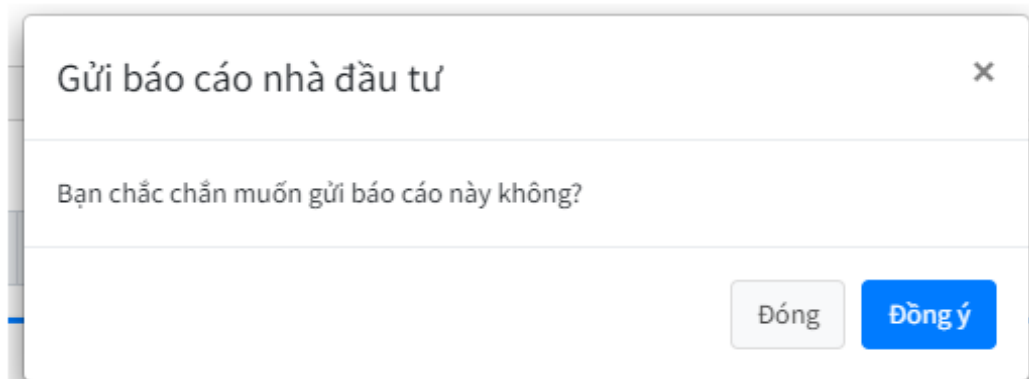 Gửi báo cáo nhà đầu tư
Bạn chắc chắn muốn gửi báo cáo này không?
Đóng Đồng ý